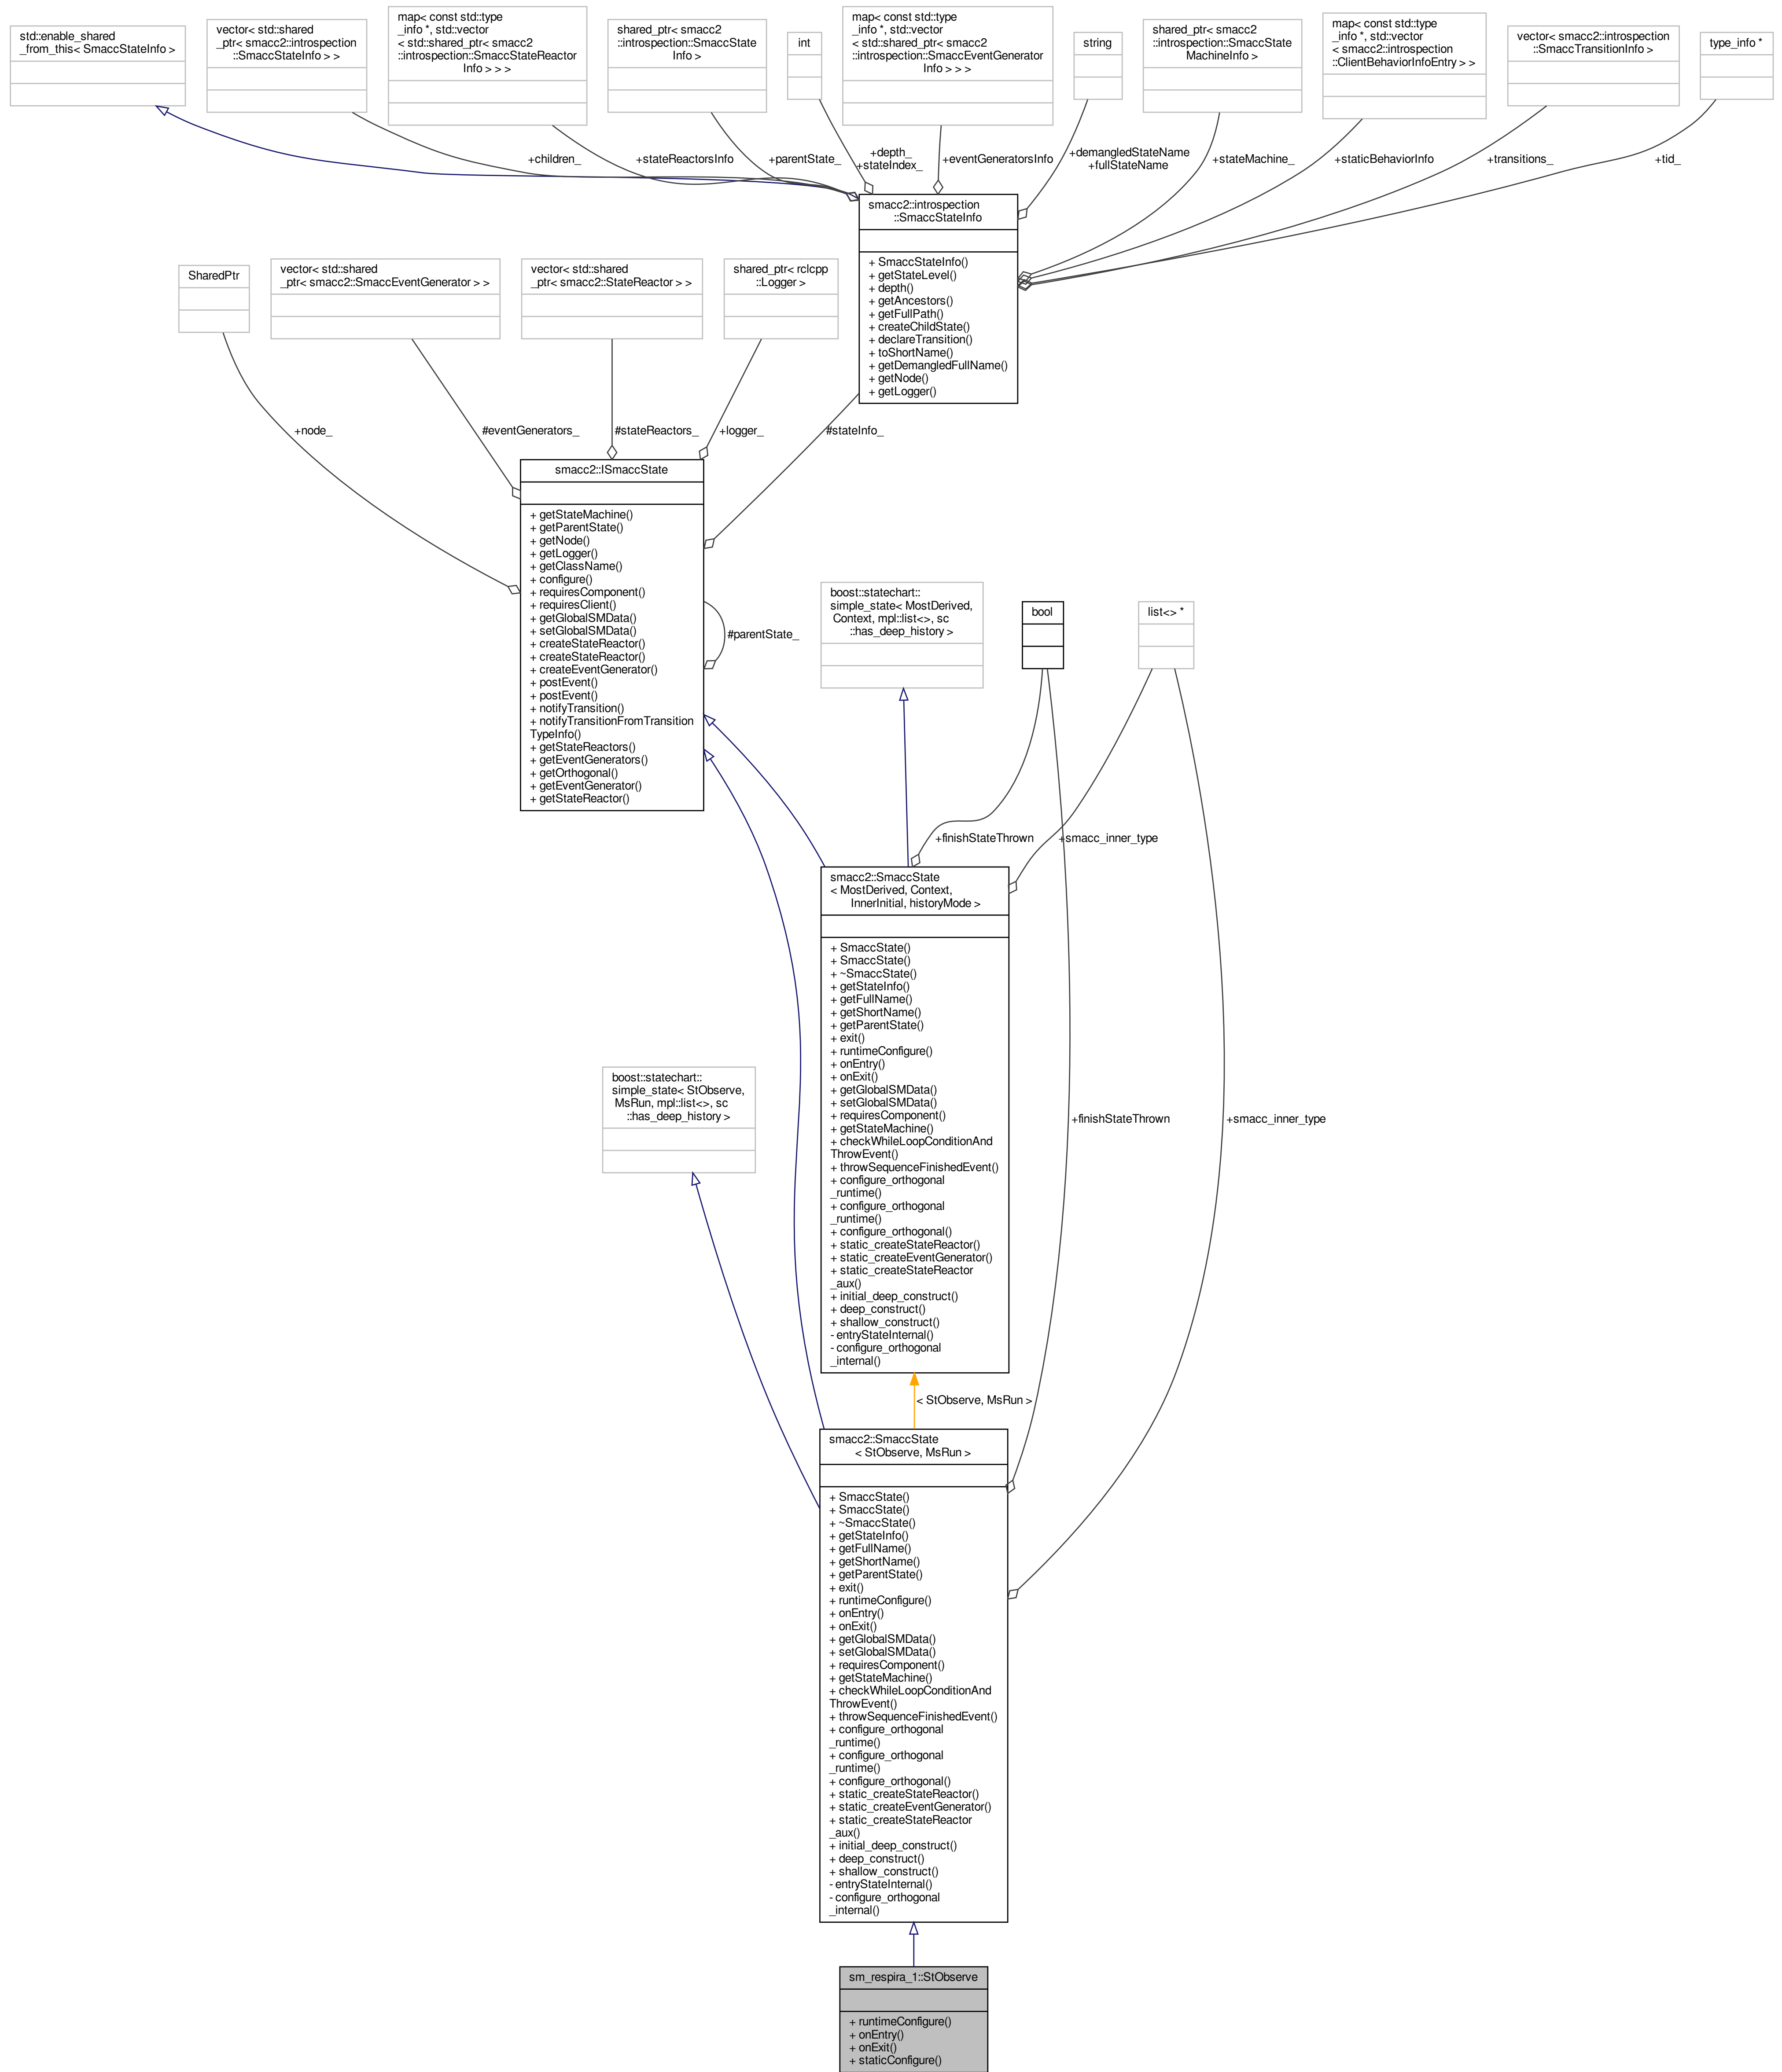 std::enable_shared
_from_this< SmaccStateInfo >
vector< std::shared
_ptr< smacc2::introspection
::SmaccStateInfo > >
map< const std::type
_info *, std::vector
< std::shared_ptr< smacc2
::introspection::SmaccStateReactor
Info > > >
shared_ptr< smacc2
::introspection::SmaccState
Info >
int
map< const std::type
_info *, std::vector
< std::shared_ptr< smacc2
::introspection::SmaccEventGenerator
Info > > >
string
shared_ptr< smacc2
::introspection::SmaccState
MachineInfo >
map< const std::type
_info *, std::vector
< smacc2::introspection
::ClientBehaviorInfoEntry > >
vector< smacc2::introspection
::SmaccTransitionInfo >
type_info *
+children_
+stateReactorsInfo
+parentState_
+depth_
+stateIndex_
+eventGeneratorsInfo
+demangledStateName
+fullStateName
+stateMachine_
+staticBehaviorInfo
+transitions_
+tid_
smacc2::introspection
::SmaccStateInfo
+ SmaccStateInfo()
+ getStateLevel()
+ depth()
+ getAncestors()
+ getFullPath()
+ createChildState()
+ declareTransition()
+ toShortName()
+ getDemangledFullName()
+ getNode()
+ getLogger()
SharedPtr
vector< std::shared
_ptr< smacc2::SmaccEventGenerator > >
vector< std::shared
_ptr< smacc2::StateReactor > >
shared_ptr< rclcpp
::Logger >
+node_
#eventGenerators_
#stateReactors_
+logger_
#stateInfo_
smacc2::ISmaccState
+ getStateMachine()
+ getParentState()
+ getNode()
+ getLogger()
+ getClassName()
+ configure()
+ requiresComponent()
+ requiresClient()
+ getGlobalSMData()
+ setGlobalSMData()
+ createStateReactor()
+ createStateReactor()
+ createEventGenerator()
+ postEvent()
+ postEvent()
+ notifyTransition()
+ notifyTransitionFromTransition
TypeInfo()
+ getStateReactors()
+ getEventGenerators()
+ getOrthogonal()
+ getEventGenerator()
+ getStateReactor()
#parentState_
boost::statechart::
simple_state< MostDerived,
Context, mpl::list<>, sc
::has_deep_history >
bool
list<> *
+finishStateThrown
+smacc_inner_type
smacc2::SmaccState
< MostDerived, Context,
InnerInitial, historyMode >
+ SmaccState()
+ SmaccState()
+ ~SmaccState()
+ getStateInfo()
+ getFullName()
+ getShortName()
+ getParentState()
+ exit()
+ runtimeConfigure()
+ onEntry()
+ onExit()
+ getGlobalSMData()
+ setGlobalSMData()
+ requiresComponent()
+ getStateMachine()
+ checkWhileLoopConditionAnd
ThrowEvent()
+ throwSequenceFinishedEvent()
+ configure_orthogonal
_runtime()
+ configure_orthogonal
_runtime()
+ configure_orthogonal()
+ static_createStateReactor()
+ static_createEventGenerator()
+ static_createStateReactor
_aux()
+ initial_deep_construct()
+ deep_construct()
+ shallow_construct()
- entryStateInternal()
- configure_orthogonal
_internal()
boost::statechart::
simple_state< StObserve,
MsRun, mpl::list<>, sc
::has_deep_history >
+finishStateThrown
+smacc_inner_type
< StObserve, MsRun >
smacc2::SmaccState
< StObserve, MsRun >
+ SmaccState()
+ SmaccState()
+ ~SmaccState()
+ getStateInfo()
+ getFullName()
+ getShortName()
+ getParentState()
+ exit()
+ runtimeConfigure()
+ onEntry()
+ onExit()
+ getGlobalSMData()
+ setGlobalSMData()
+ requiresComponent()
+ getStateMachine()
+ checkWhileLoopConditionAnd
ThrowEvent()
+ throwSequenceFinishedEvent()
+ configure_orthogonal
_runtime()
+ configure_orthogonal
_runtime()
+ configure_orthogonal()
+ static_createStateReactor()
+ static_createEventGenerator()
+ static_createStateReactor
_aux()
+ initial_deep_construct()
+ deep_construct()
+ shallow_construct()
- entryStateInternal()
- configure_orthogonal
_internal()
sm_respira_1::StObserve
+ runtimeConfigure()
+ onEntry()
+ onExit()
+ staticConfigure()